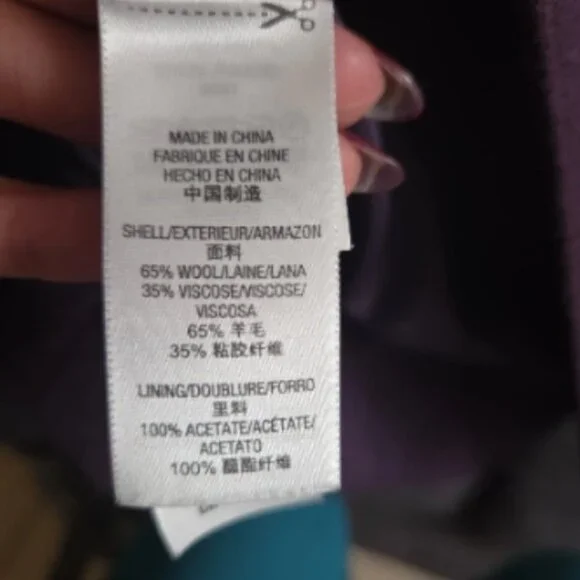 MADE IN CHINA
FABRIQUE EN CHINE
HECHO EN CHINA
中国制造
SHELL/EXTERIEUR/ARMAZON
面料
65% WOOL/LAINE/LANA
35% VISCOSE/VISCOSE/
VISCOSA
65% 羊毛
35% 粘胶纤维
LINING/DOUBLURE/FORRO
里料
100% ACETATE/ACÉTATE/
ACETATO
100% 醋酯纤维